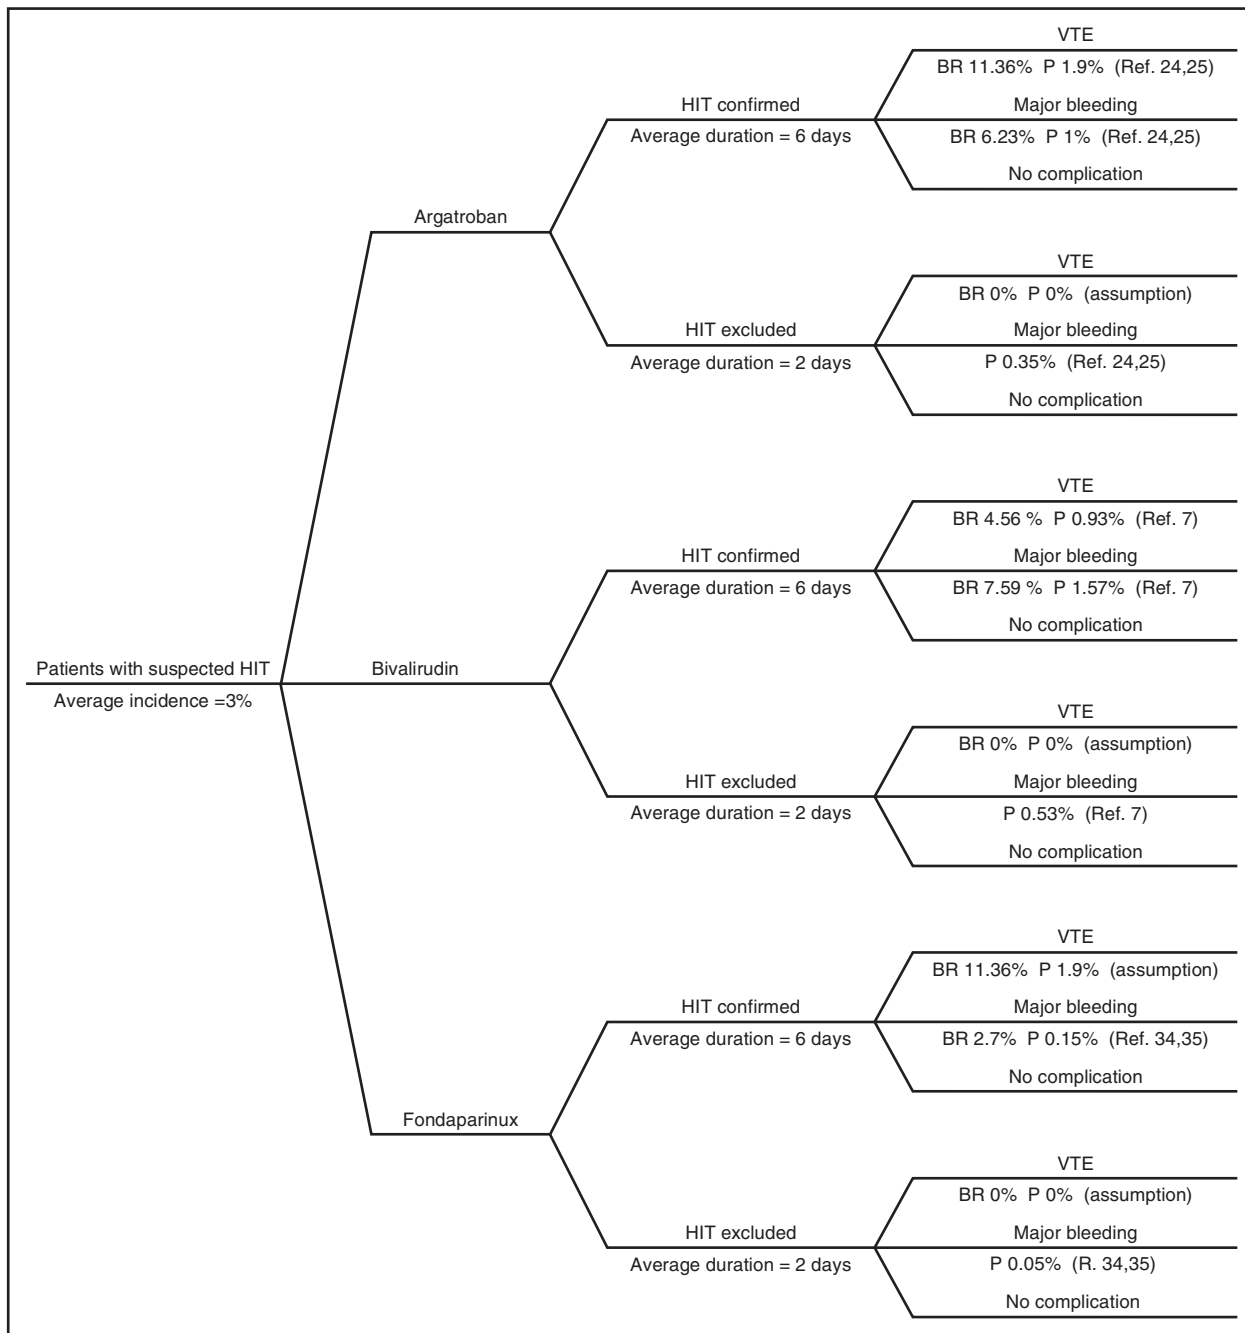 VTE
BR 11.36% P 1.9% (Ref. 24,25)
HIT confirmed
Major bleeding
Average duration = 6 days
BR 6.23% P 1% (Ref. 24,25)
No complication
Argatroban
VTE
BR 0% P 0% (assumption)
HIT excluded
Major bleeding
Average duration = 2 days
P 0.35% (Ref. 24,25)
No complication
VTE
BR 4.56 % P 0.93% (Ref. 7)
HIT confirmed
Major bleeding
Average duration = 6 days
BR 7.59 % P 1.57% (Ref. 7)
No complication
Patients with suspected HIT
Average incidence =3%
Bivalirudin
VTE
BR 0% P 0% (assumption)
HIT excluded
Major bleeding
Average duration = 2 days
P 0.53% (Ref. 7)
No complication
VTE
BR 11.36% P 1.9% (assumption)
HIT confirmed
Major bleeding
Average duration = 6 days
BR 2.7% P 0.15% (Ref. 34,35)
No complication
Fondaparinux
VTE
BR 0% P 0% (assumption)
HIT excluded
Major bleeding
Average duration = 2 days
P 0.05% (R. 34,35)
No complication